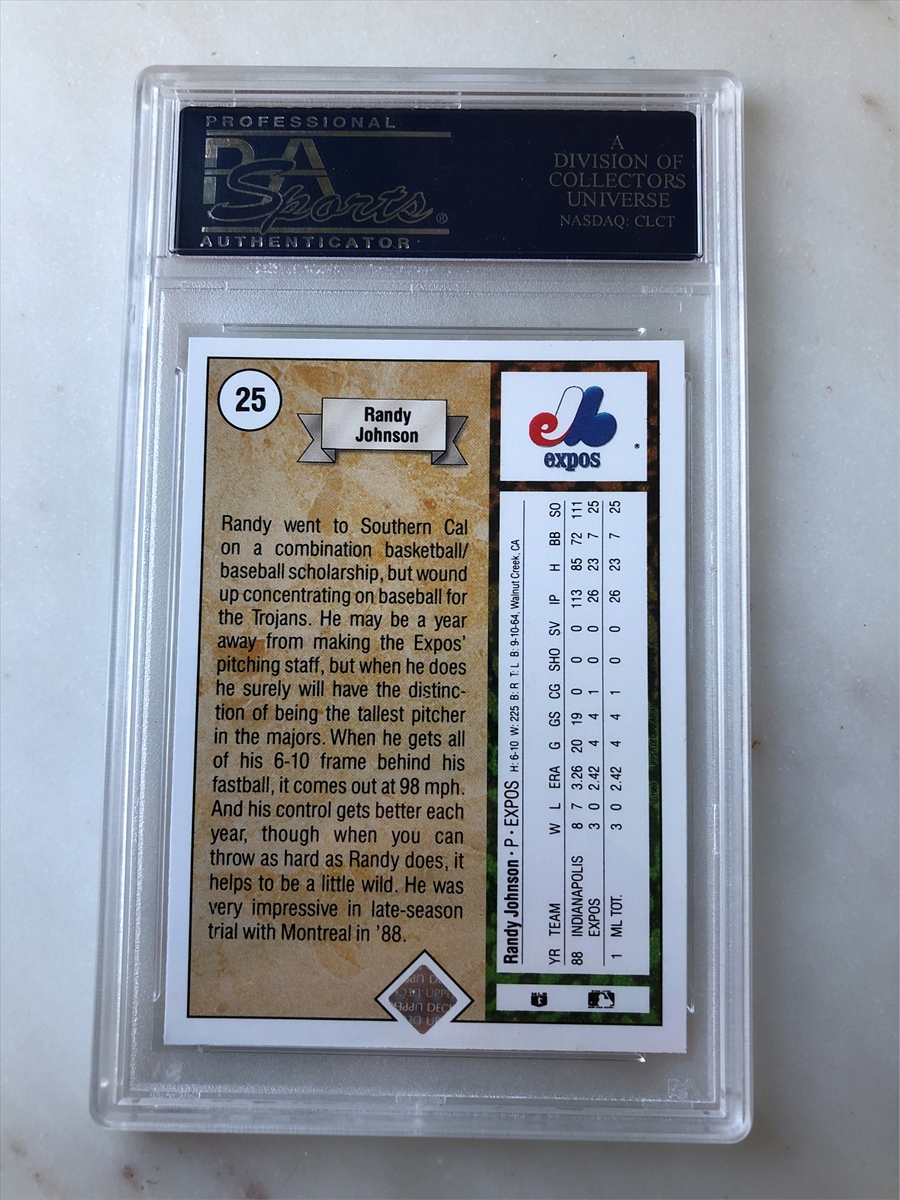 PROFESSIONAL
PSA
Sports®
AUTHENTICATOR
A
DIVISION OF
COLLECTORS
UNIVERSE
NASDAQ: CLCT
25
Randy
Johnson
expos
Randy went to Southern Cal
on a combination basketball/
baseball scholarship, but wound
up concentrating on baseball for
the Trojans. He may be a year
away from making the Expos'
pitching staff, but when he does
he surely will have the distinc-
tion of being the tallest pitcher
in the majors. When he gets all
of his 6-10 frame behind his
fastball, it comes out at 98 mph.
And his control gets better each
year, though when you can
throw as hard as Randy does, it
helps to be a little wild. He was
very impressive in late-season
trial with Montreal in '88.
Randy Johnson • P • EXPOS H: 6-10 W: 225 B: R T: L B: 9-10-64, Walnut Creek, CA
YR TEAM W L ERA G GS CG SHO SV IP H BB SO
88 INDIANAPOLIS 8 7 3.26 20 19 0 0 0 113 85 72 111
EXPOS 3 0 2.42 4 4 1 0 0 26 23 7 25
1 ML TOT. 3 0 2.42 4 4 1 0 0 26 23 7 25